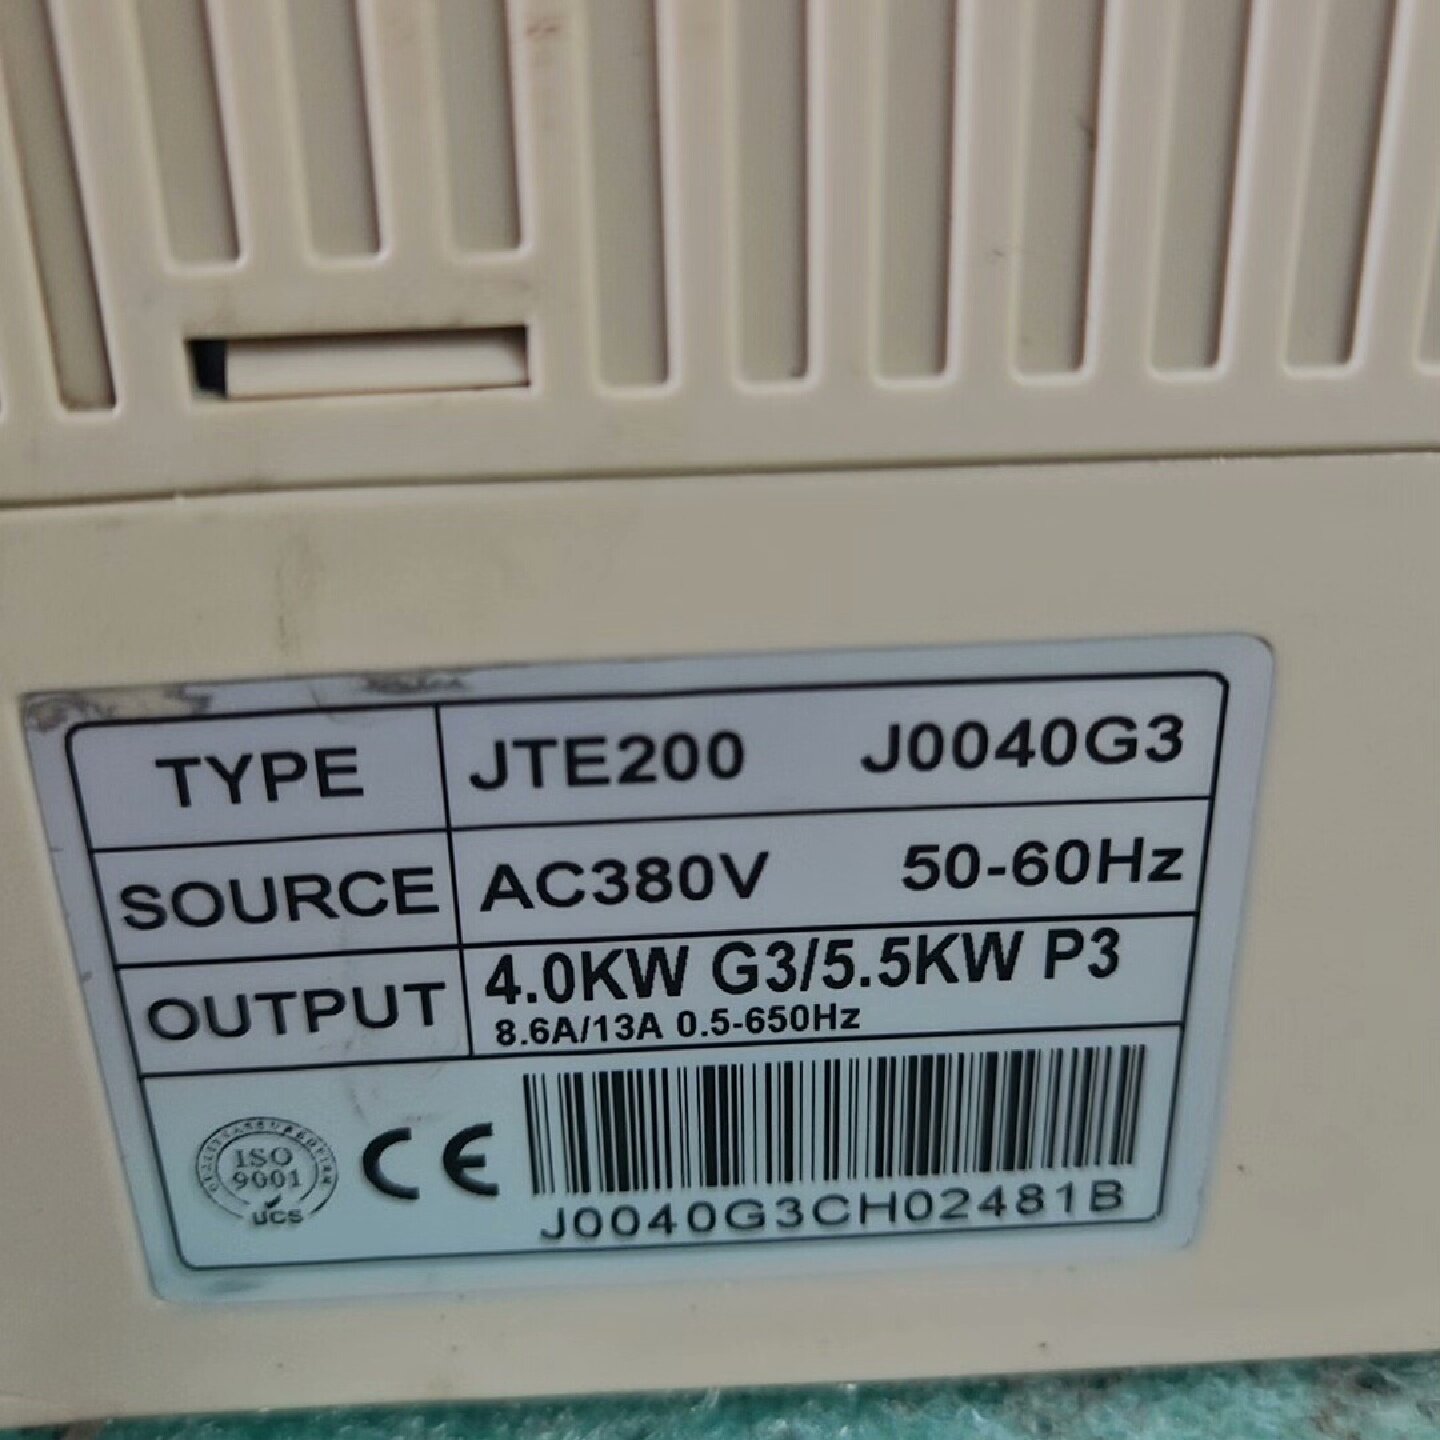 TYPE JTE200 J0040G3
SOURCE AC380V 50-60Hz
OUTPUT 4.0KW G3/5.5KW P3
8.6A/13A 0.5-650Hz
ISO
9001
UCS
CE
J0040G3CH02481B